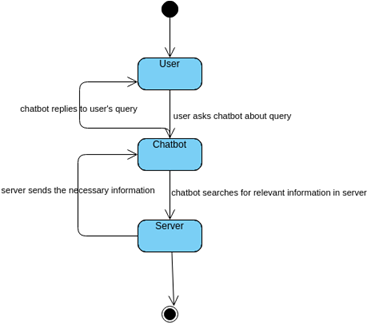 User
chatbot replies to user's query
user asks chatbot about query
Chatbot
server sends the necessary information
chatbot searches for relevant information in server
Server